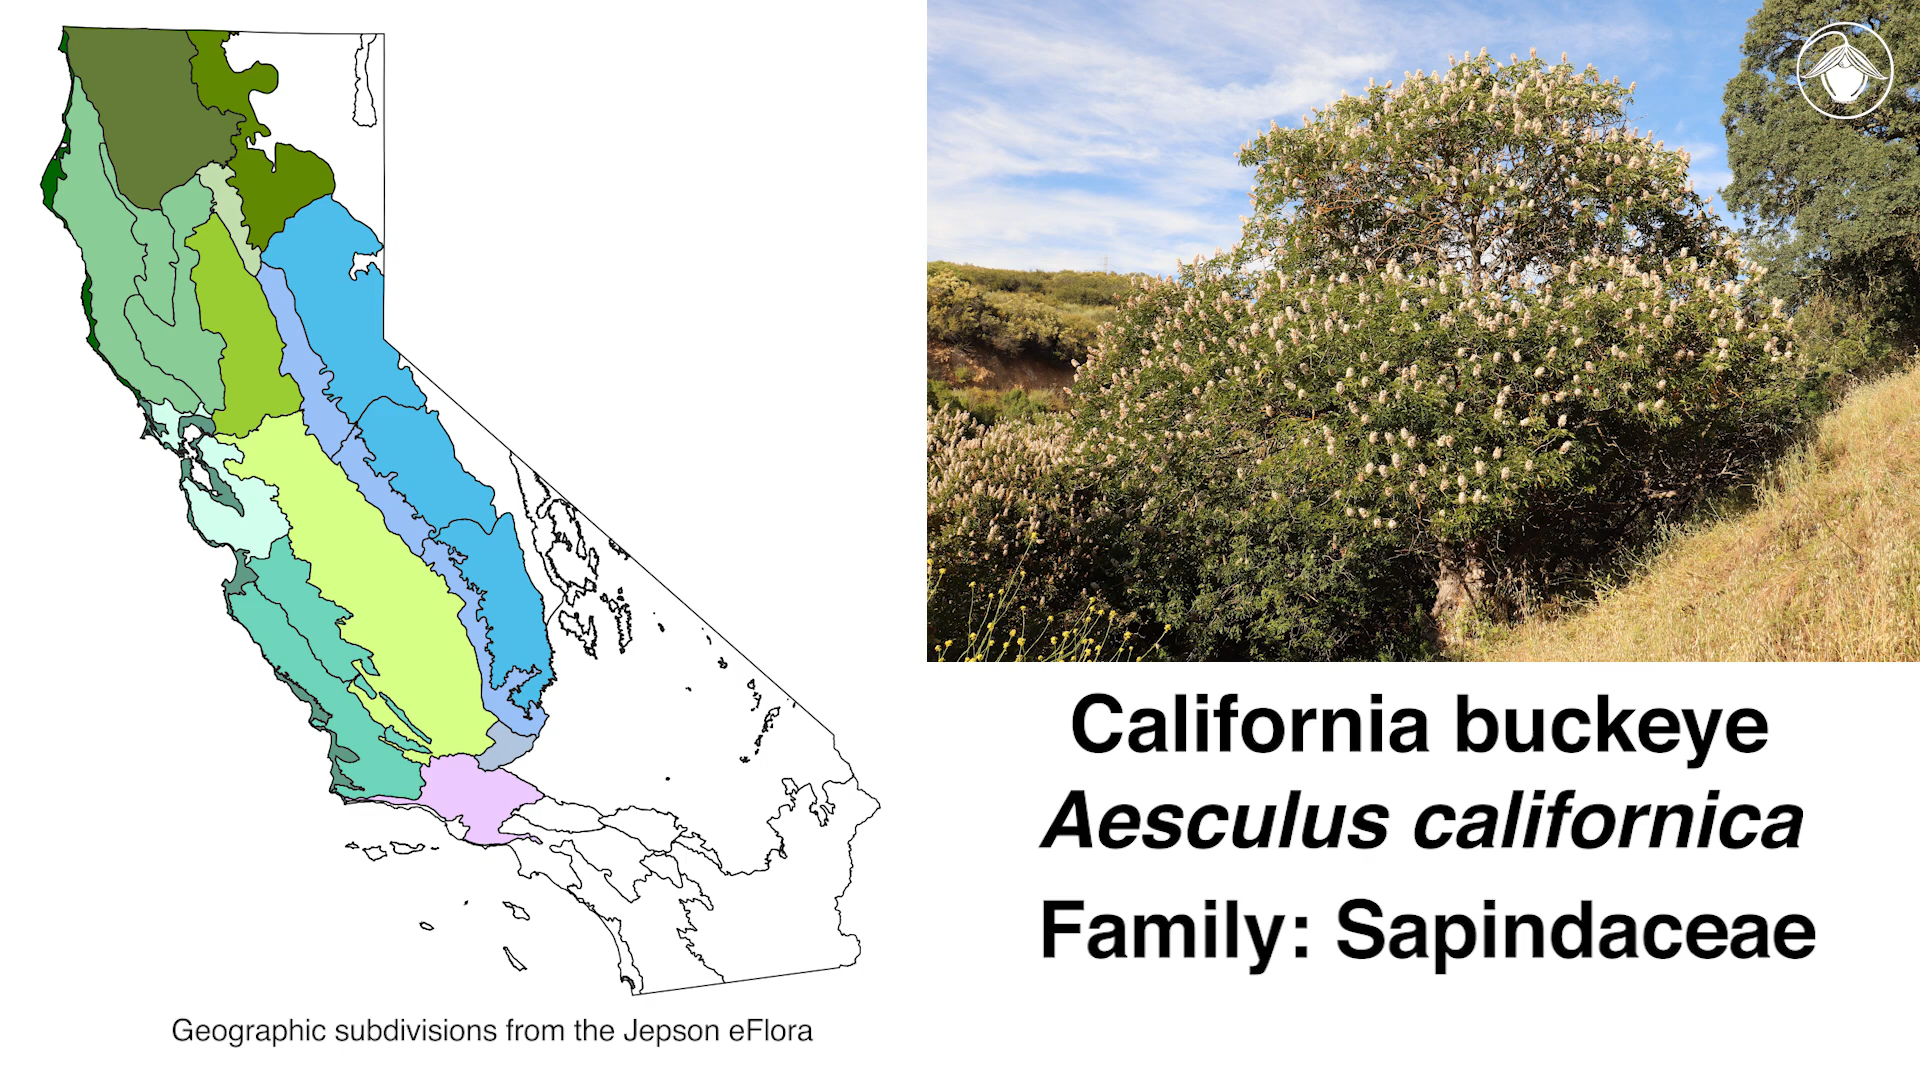 California buckeye
Aesculus californica
Family: Sapindaceae
Geographic subdivisions from the Jepson eFlora